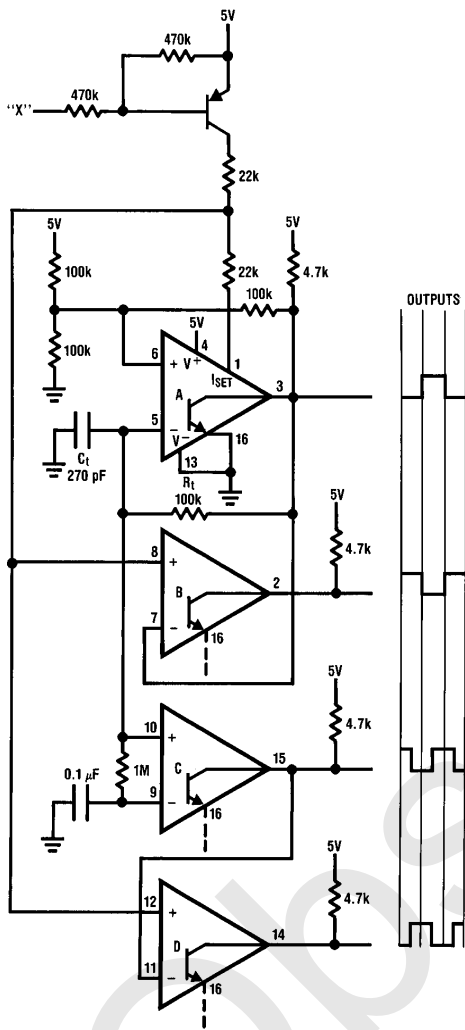 5V
470k
470k
"X"
22k
5V
100k
22k
5V
4.7k
100k
100k
OUTPUTS
5V
4
6
+
V+
1
ISET
A
3
5
−
V−
16
13
Ct
270 pF
Rt
100k
5V
4.7k
8
+
B
2
7
−
16
5V
4.7k
10
+
C
15
1M
0.1 μF
9
−
16
5V
4.7k
12
+
D
14
11
−
16
Obs